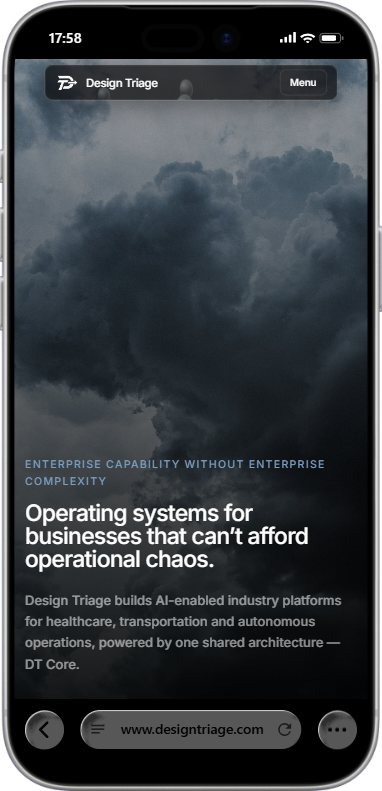 17:58
Design Triage
Menu
ENTERPRISE CAPABILITY WITHOUT ENTERPRISE
COMPLEXITY
Operating systems for
businesses that can’t afford
operational chaos.
Design Triage builds AI-enabled industry platforms
for healthcare, transportation and autonomous
operations, powered by one shared architecture —
DT Core.
www.designtriage.com